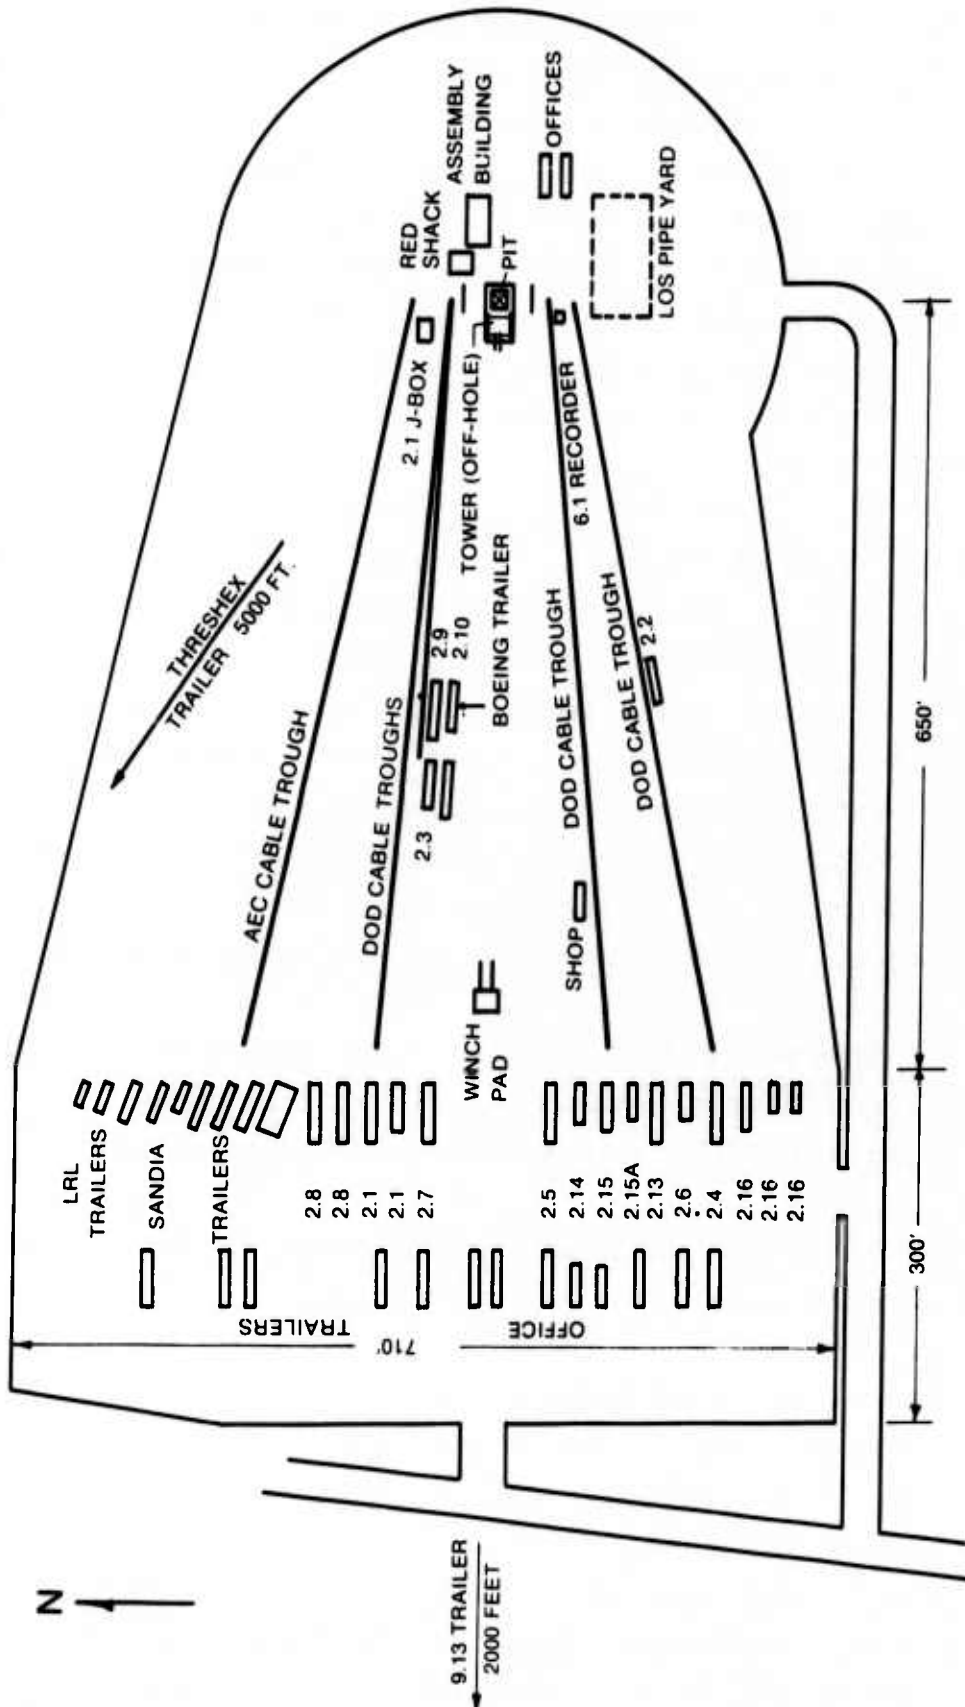 THRESHEX
TRAILER 5000 FT.
RED
SHACK
ASSEMBLY
BUILDING
OFFICES
LOS PIPE YARD
PIT
2.1 J-BOX
TOWER (OFF-HOLE)
6.1 RECORDER
AEC CABLE TROUGH
DOD CABLE TROUGHS
2.9
2.10
BOEING TRAILER
2.3
DOD CABLE TROUGH
DOD CABLE TROUGH
2.2
SHOP
WINCH
PAD
LRL
TRAILERS
SANDIA
TRAILERS
2.8
2.8
2.1
2.1
2.7
2.5
2.14
2.15
2.15A
2.13
2.6
2.4
2.16
2.16
2.16
OFFICE
TRAILERS
710'
300'
650'
N
9.13 TRAILER
2000 FEET